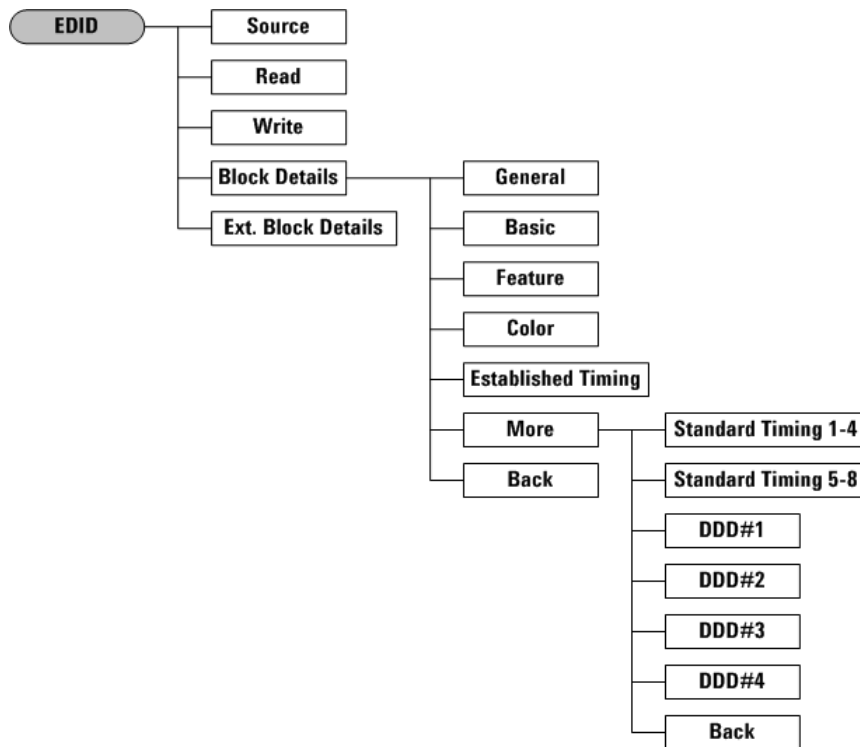 EDID
Source
Read
Write
Block Details
Ext. Block Details
General
Basic
Feature
Color
Established Timing
More
Back
Standard Timing 1-4
Standard Timing 5-8
DDD#1
DDD#2
DDD#3
DDD#4
Back